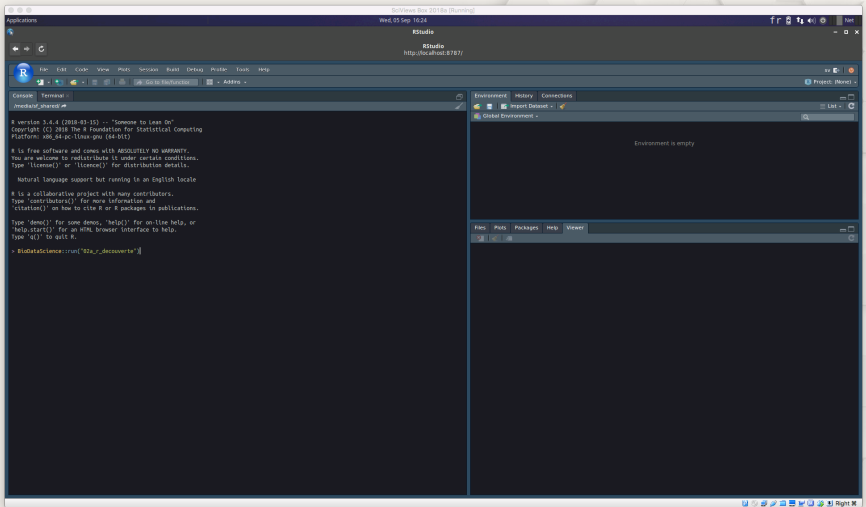 SciViews Box 2018a [Running]
Applications
Wed, 05 Sep 16:24
fr
Net
RStudio
RStudio
http://localhost:8787/
File Edit Code View Plots Session Build Debug Profile Tools Help
sv
Go to file/function
Addins
Project: (None)
Console Terminal
/media/sf_shared/
R version 3.4.4 (2018-03-15) -- "Someone to Lean On"
Copyright (C) 2018 The R Foundation for Statistical Computing
Platform: x86_64-pc-linux-gnu (64-bit)
R is free software and comes with ABSOLUTELY NO WARRANTY.
You are welcome to redistribute it under certain conditions.
Type 'license()' or 'licence()' for distribution details.
Natural language support but running in an English locale
R is a collaborative project with many contributors.
Type 'contributors()' for more information and
'citation()' on how to cite R or R packages in publications.
Type 'demo()' for some demos, 'help()' for on-line help, or
'help.start()' for an HTML browser interface to help.
Type 'q()' to quit R.
> BioDataScience::run("02a_r_decouverte")
Environment History Connections
Import Dataset
List
Global Environment
Environment is empty
Files Plots Packages Help Viewer
Right ⌘